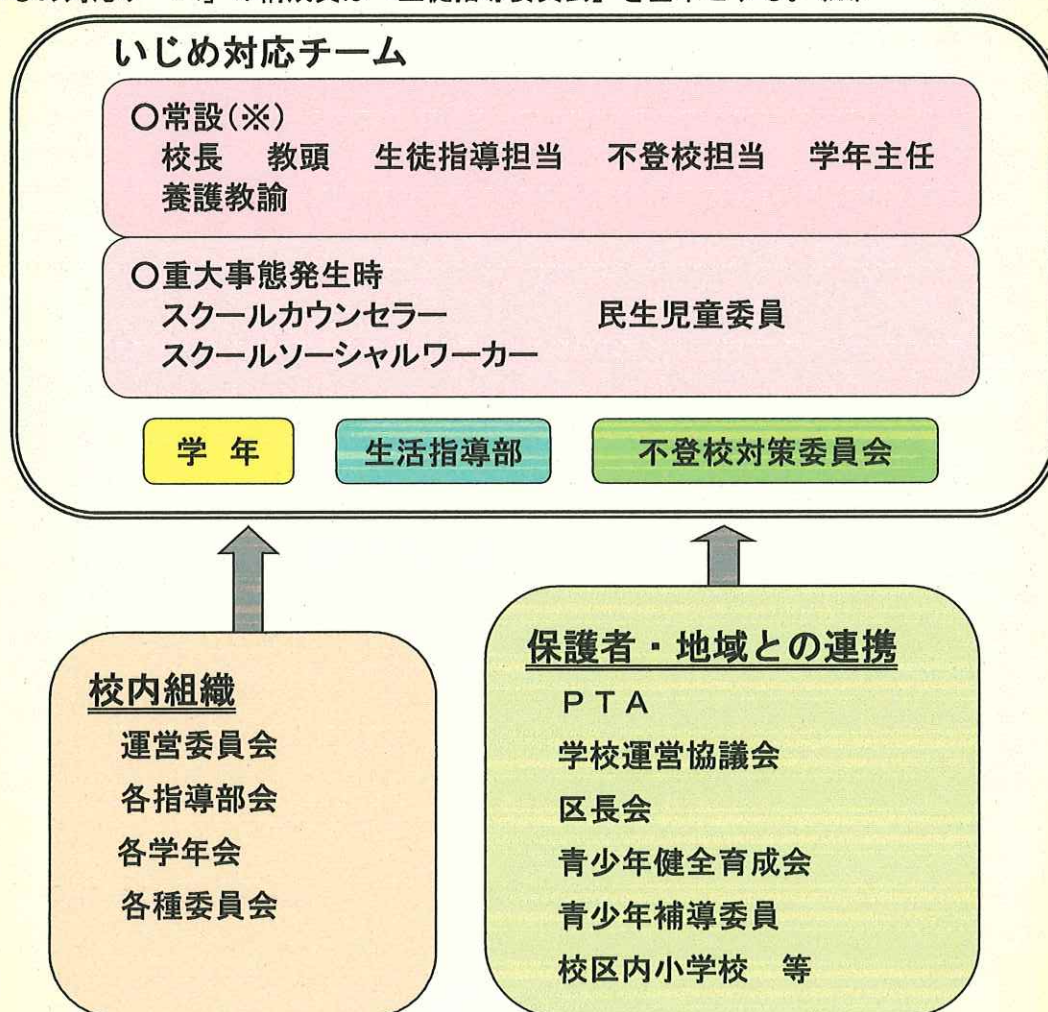 いじめ対応チーム
〇常設(※)
校長 教頭 生徒指導担当 不登校担当 学年主任
養護教諭
〇重大事態発生時
スクールカウンセラー 民生児童委員
スクールソーシャルワーカー
学 年 生活指導部 不登校対策委員会
校内組織
運営委員会
各指導部会
各学年会
各種委員会
保護者・地域との連携
PTA
学校運営協議会
区長会
青少年健全育成会
青少年補導委員
校区内小学校 等